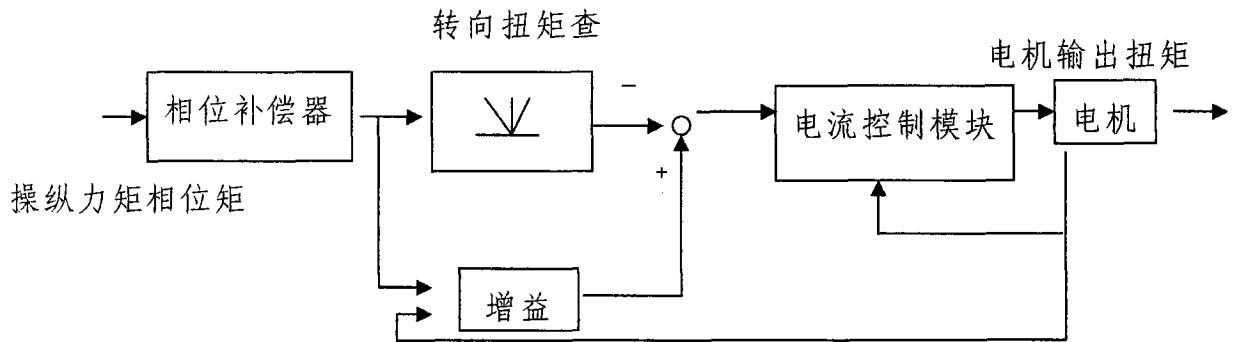 转向扭矩查
电机输出扭矩
相位补偿器
−
电流控制模块
电机
+
操纵力矩相位矩
增益